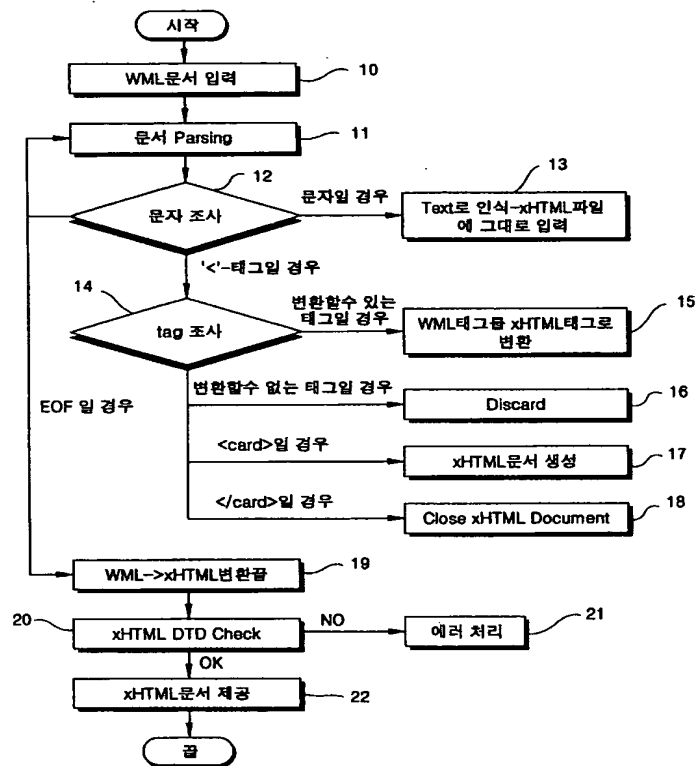 시작
WML문서 입력
10
문서 Parsing
11
12
문자 조사
문자일 경우
13
Text로 인식-xHTML파일
에 그대로 입력
'<'-태그일 경우
14
tag 조사
변환할수 있는
태그일 경우
WML태그를 xHTML태그로
변환
15
EOF 일 경우
변환할수 없는 태그일 경우
Discard
16
<card>일 경우
xHTML문서 생성
17
</card>일 경우
Close xHTML Document
18
WML->xHTML변환끝
19
20
xHTML DTD Check
NO
에러 처리
21
OK
xHTML문서 제공
22
끝